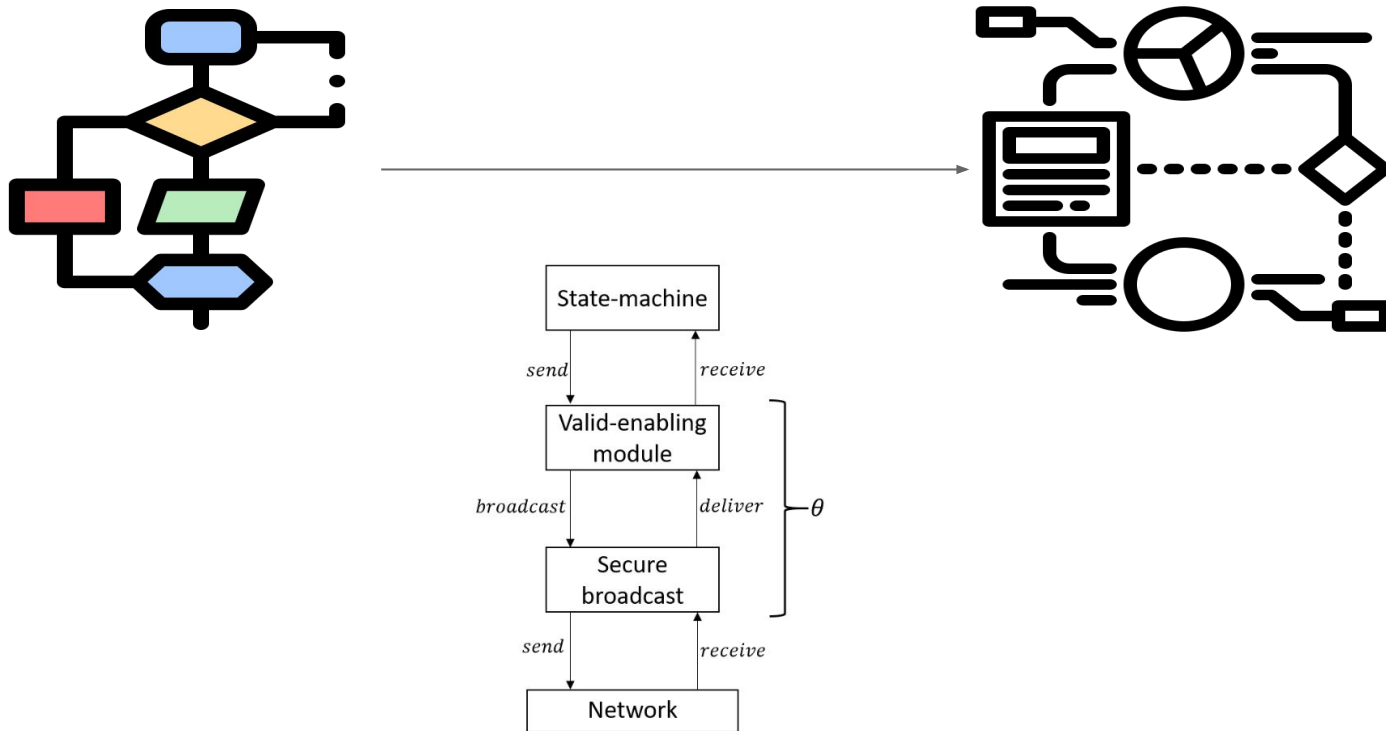 State-machine
send
receive
Valid-enabling
module
broadcast
deliver
θ
Secure
broadcast
send
receive
Network